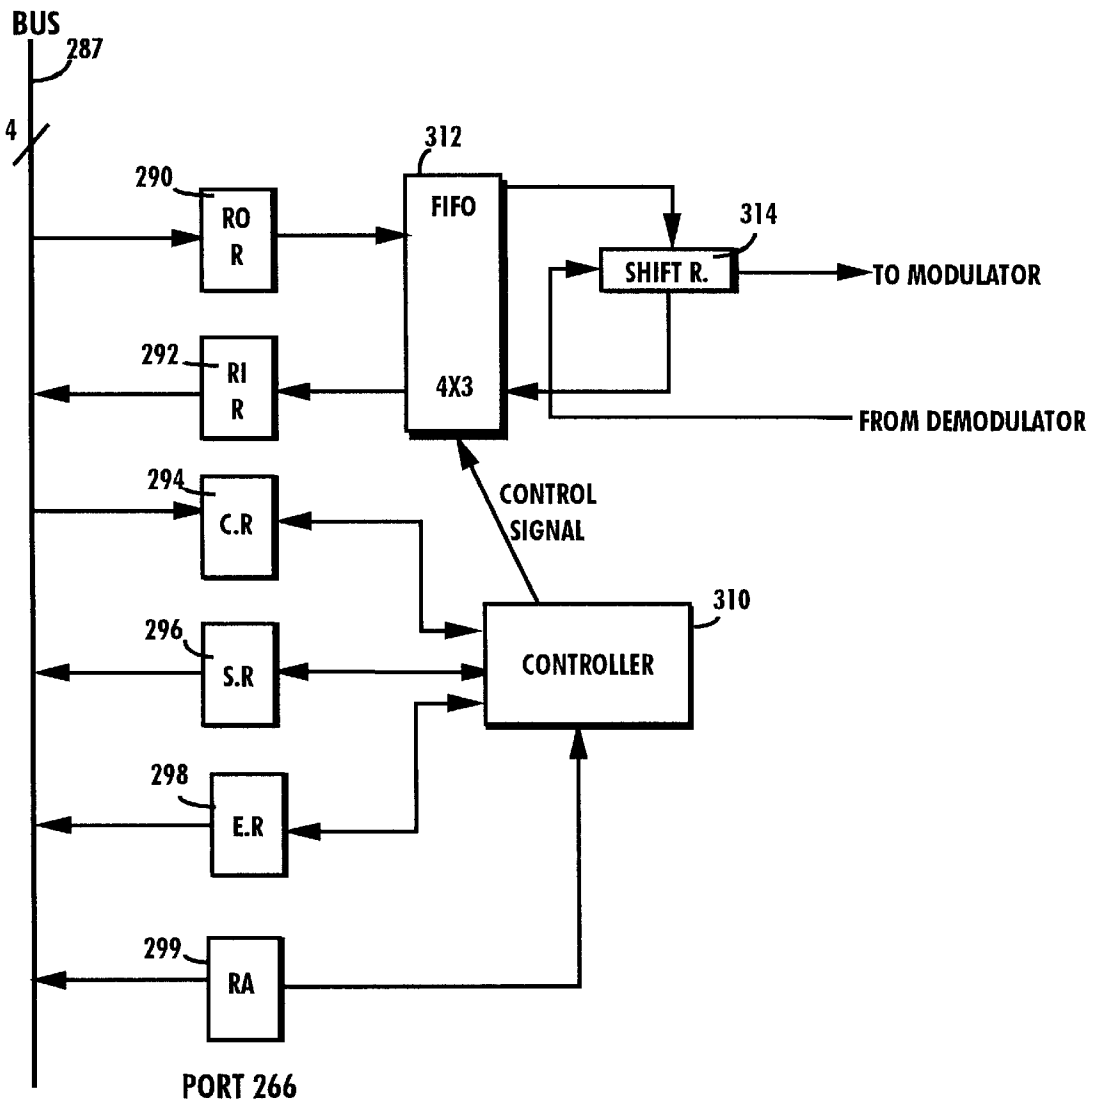 BUS
287
4
312
290
FIFO
RO
R
314
SHIFT R.
TO MODULATOR
292
RI
R
4X3
FROM DEMODULATOR
294
C.R
CONTROL
SIGNAL
310
296
S.R
CONTROLLER
298
E.R
299
RA
PORT 266